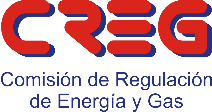 CREG
Comisión de Regulación
de Energía y Gas